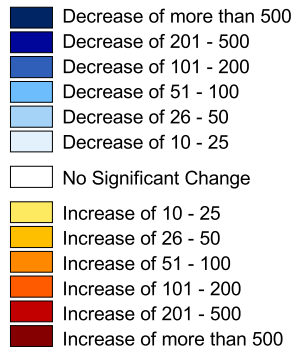 Decrease of more than 500
Decrease of 201 - 500
Decrease of 101 - 200
Decrease of 51 - 100
Decrease of 26 - 50
Decrease of 10 - 25
No Significant Change
Increase of 10 - 25
Increase of 26 - 50
Increase of 51 - 100
Increase of 101 - 200
Increase of 201 - 500
Increase of more than 500